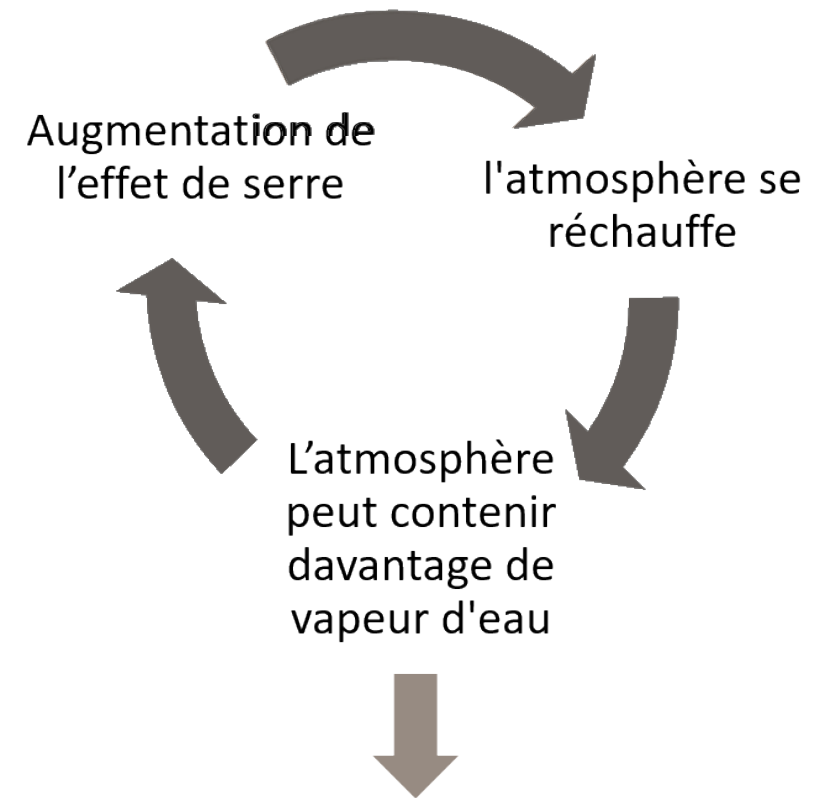 Augmentation de
l’effet de serre
l'atmosphère se
réchauffe
L’atmosphère
peut contenir
davantage de
vapeur d'eau